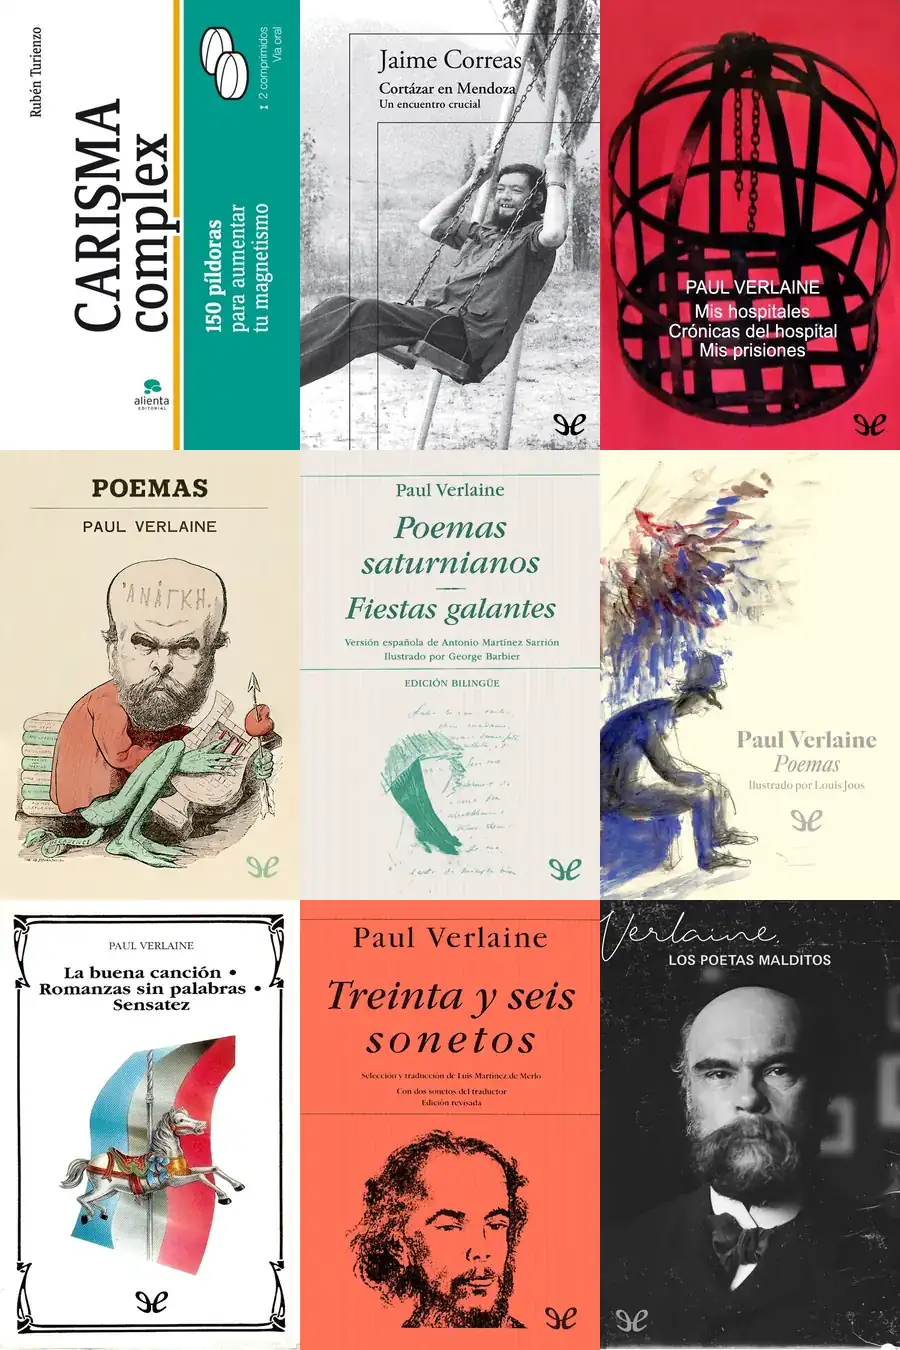 Rubén Turienzo
CARISMA
complex
2 comprimidos
Vía oral
150 píldoras
para aumentar
tu magnetismo
alienta
EDITORIAL
Jaime Correas
Cortázar en Mendoza
Un encuentro crucial
PAUL VERLAINE
Mis hospitales
Crónicas del hospital
Mis prisiones
POEMAS
PAUL VERLAINE
'ΑΝΆΓΚΗ.
Paul Verlaine
Poemas
saturnianos
Fiestas galantes
Versión española de Antonio Martínez Sarrión
Ilustrado por George Barbier
EDICIÓN BILINGÜE
Paul Verlaine
Poemas
Ilustrado por Louis Joos
PAUL VERLAINE
La buena canción •
Romanzas sin palabras •
Sensatez
Paul Verlaine
Treinta y seis
sonetos
Selección y traducción de Luis Martínez de Merlo
Con dos sonetos del traductor
Edición revisada
Verlaine
LOS POETAS MALDITOS